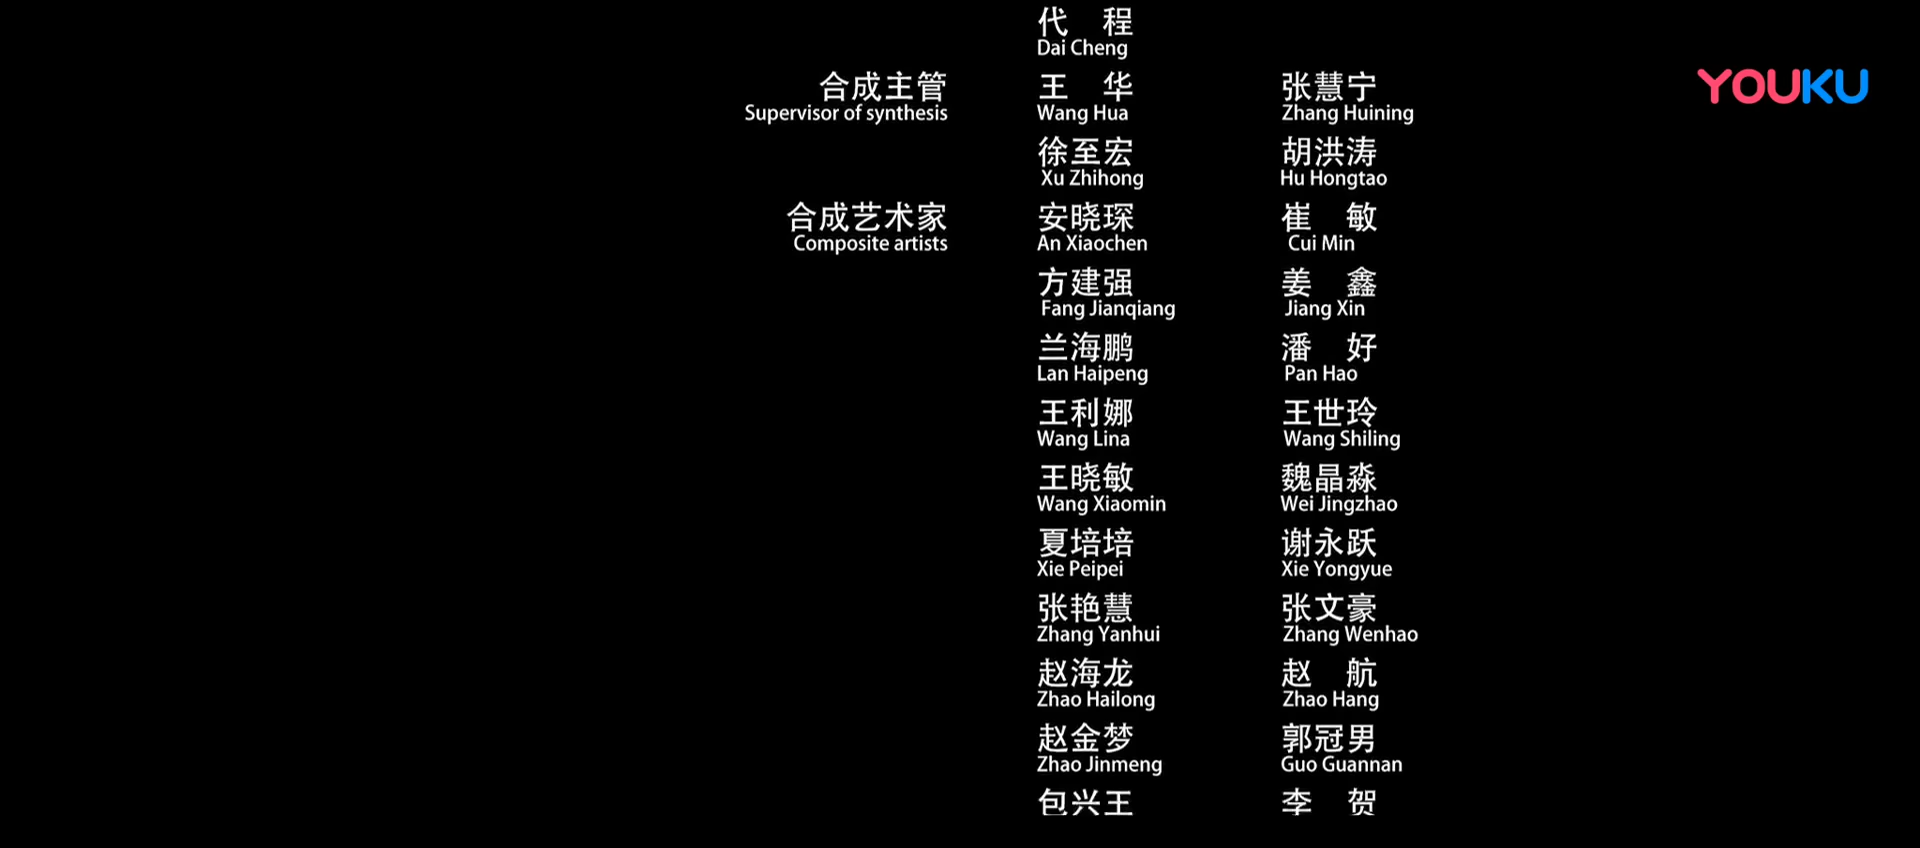 代　程
Dai Cheng
合成主管　王　华　张慧宁
Supervisor of synthesis Wang Hua Zhang Huining
徐至宏　胡洪涛
Xu Zhihong Hu Hongtao
合成艺术家　安晓琛　崔　敏
Composite artists An Xiaochen Cui Min
方建强　姜　鑫
Fang Jianqiang Jiang Xin
兰海鹏　潘　好
Lan Haipeng Pan Hao
王利娜　王世玲
Wang Lina Wang Shiling
王晓敏　魏晶淼
Wang Xiaomin Wei Jingzhao
夏培培　谢永跃
Xie Peipei Xie Yongyue
张艳慧　张文豪
Zhang Yanhui Zhang Wenhao
赵海龙　赵　航
Zhao Hailong Zhao Hang
赵金梦　郭冠男
Zhao Jinmeng Guo Guannan
包兴王　李　贺
YOUKU